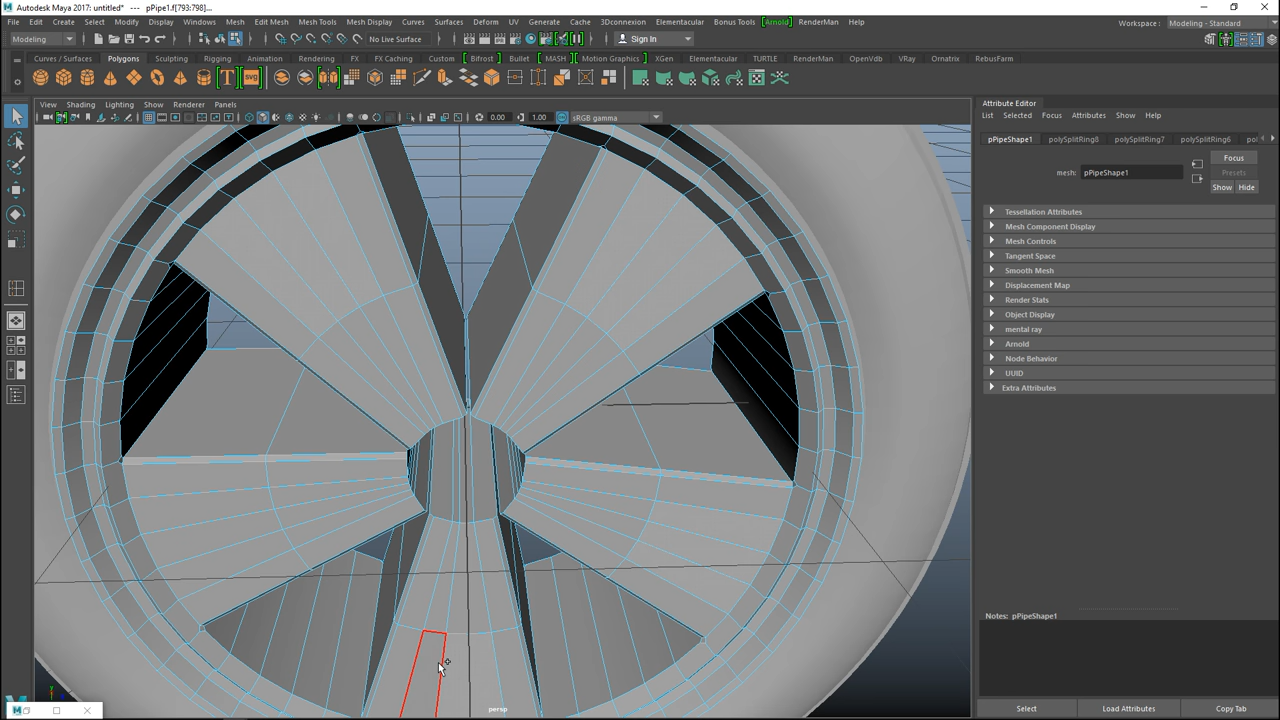 Autodesk Maya 2017: untitled*   ---   pPipe1.f[793:798]...
File Edit Create Select Modify Display Windows Mesh Edit Mesh Mesh Tools Mesh Display Curves Surfaces Deform UV Generate Cache 3Dconnexion Elementacular Bonus Tools [Arnold] RenderMan Help
Workspace : Modeling - Standard*
Modeling No Live Surface Sign In
Curves / Surfaces Polygons Sculpting Rigging Animation Rendering FX FX Caching Custom Bifrost Bullet MASH Motion Graphics XGen Elementacular TURTLE RenderMan OpenVdb VRay Ornatrix RebusFarm
T svg
View Shading Lighting Show Renderer Panels
0.00 1.00 sRGB gamma
persp
Attribute Editor
List Selected Focus Attributes Show Help
pPipeShape1 polySplitRing8 polySplitRing7 polySplitRing6
mesh: pPipeShape1
Focus
Presets
Show Hide
Tessellation Attributes
Mesh Component Display
Mesh Controls
Tangent Space
Smooth Mesh
Displacement Map
Render Stats
Object Display
mental ray
Arnold
Node Behavior
UUID
Extra Attributes
Notes: pPipeShape1
Select Load Attributes Copy Tab